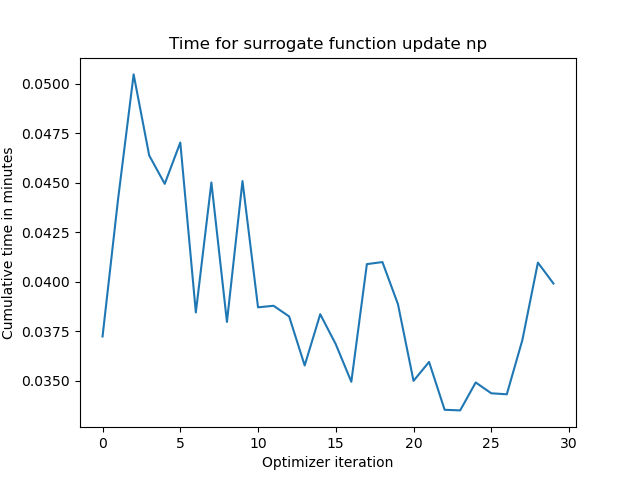 Time for surrogate function update np
Cumulative time in minutes
0.0500
0.0475
0.0450
0.0425
0.0400
0.0375
0.0350
0 5 10 15 20 25 30
Optimizer iteration